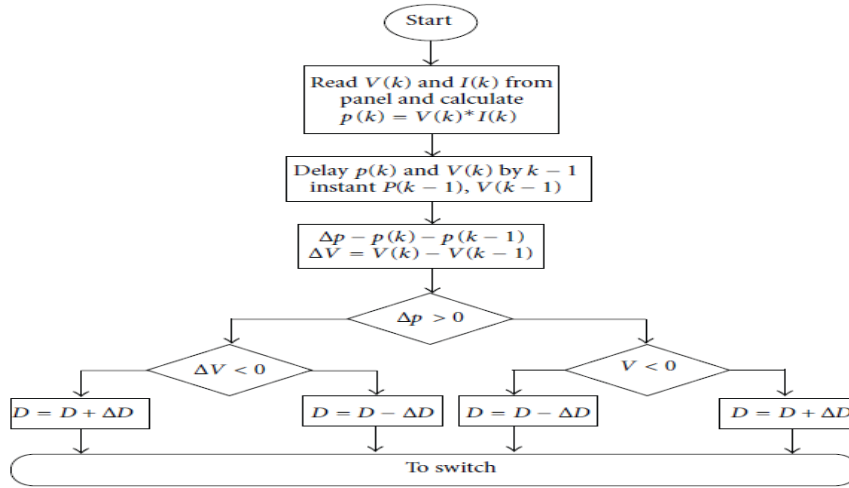 Start
Read V(k) and I(k) from
panel and calculate
p(k) = V(k)* I(k)
Delay p(k) and V(k) by k − 1
instant P(k − 1), V(k − 1)
Δp − p(k) − p(k − 1)
ΔV = V(k) − V(k − 1)
Δp > 0
ΔV < 0
V < 0
D = D + ΔD
D = D − ΔD
D = D − ΔD
D = D + ΔD
To switch